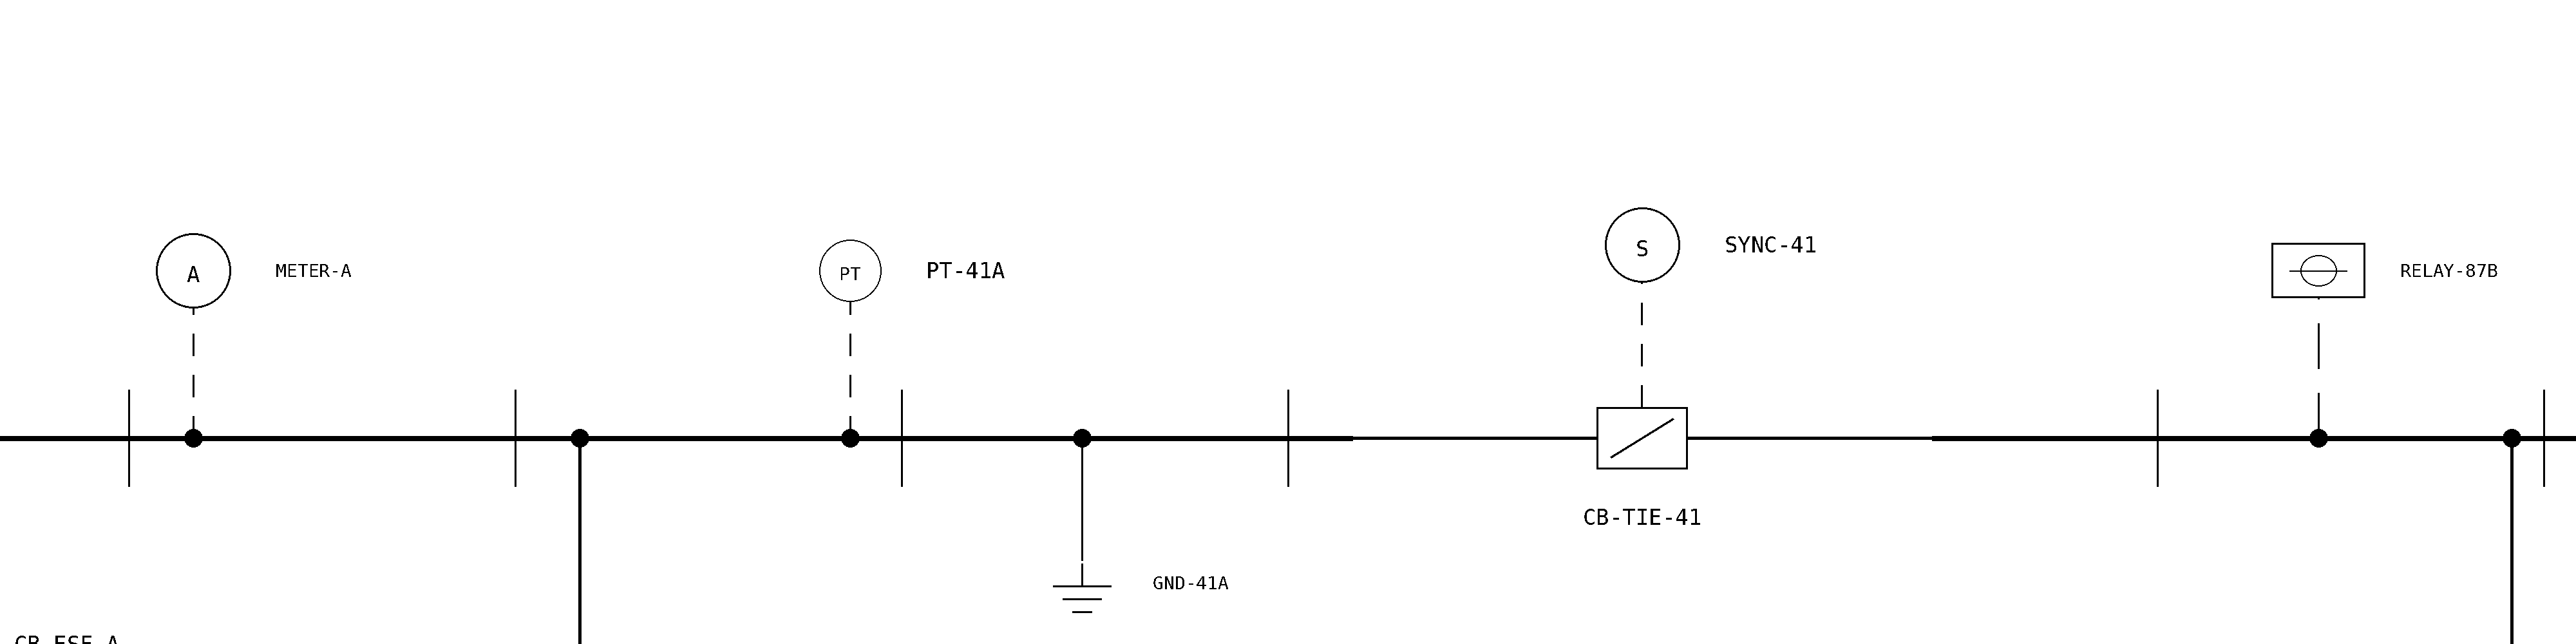 S SYNC-41
A METER-A
PT PT-41A
RELAY-87B
CB-TIE-41
GND-41A